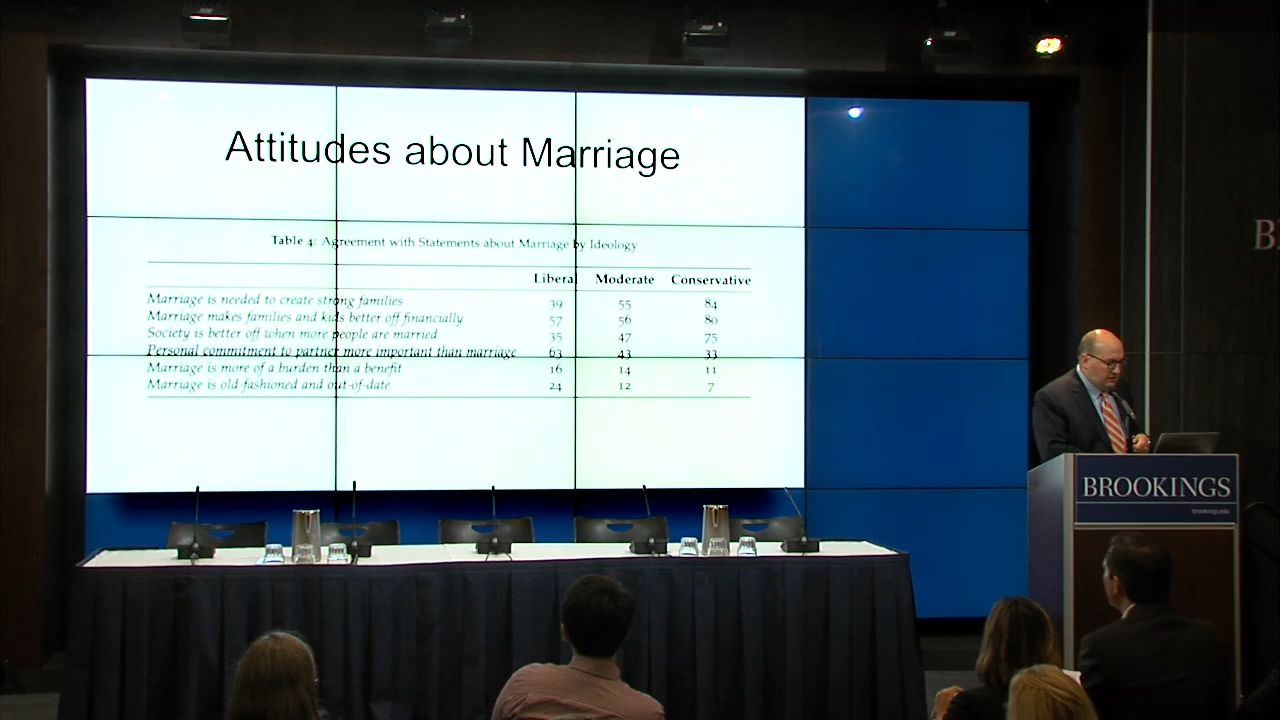 Attitudes about Marriage
Table 4: Agreement with Statements about Marriage by Ideology
Liberal Moderate Conservative
Marriage is needed to create strong families 39 55 84
Marriage makes families and kids better off financially 57 56 80
Society is better off when more people are married 35 47 75
Personal commitment to partner more important than marriage 63 43 33
Marriage is more of a burden than a benefit 16 14 11
Marriage is old-fashioned and out-of-date 24 12 7
B
BROOKINGS
brookings.edu